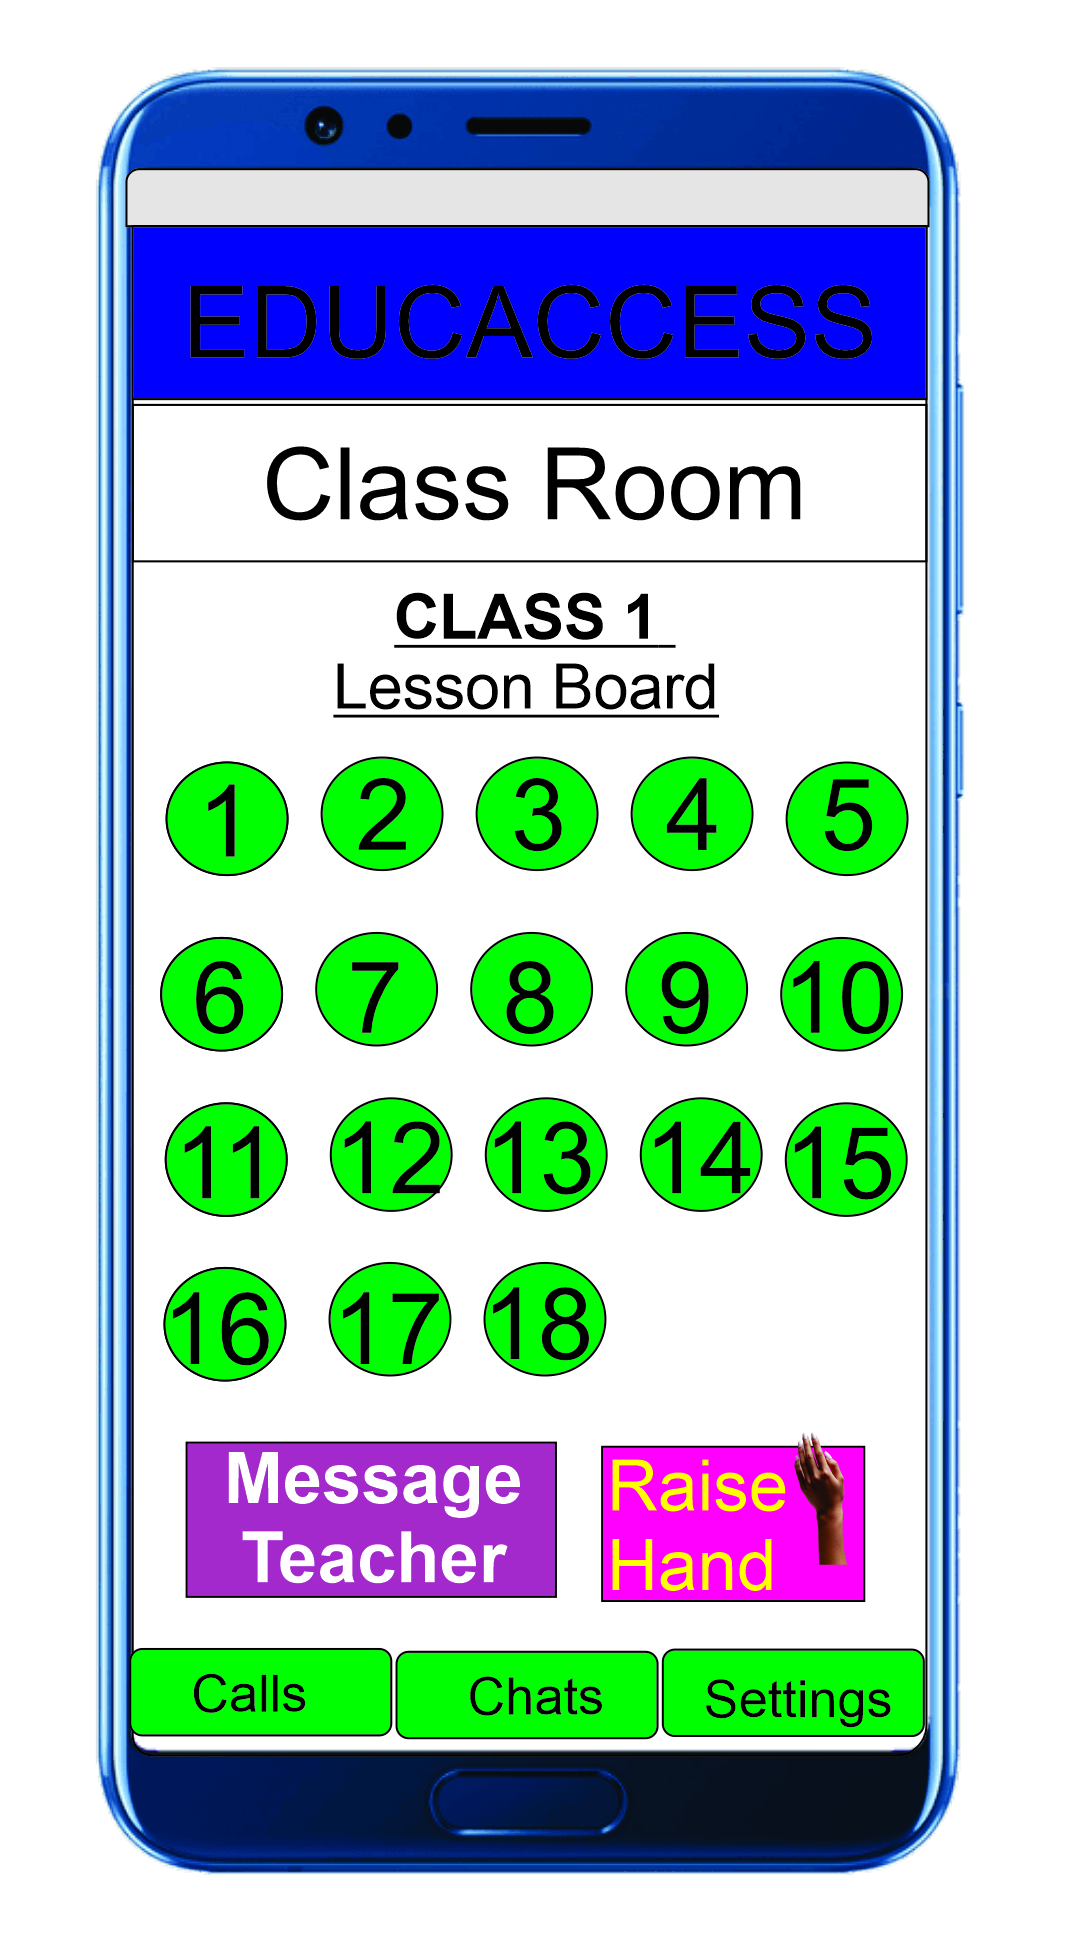 EDUCACCESS
Class Room
CLASS 1
Lesson Board
1 2 3 4 5
6 7 8 9 10
11 12 13 14 15
16 17 18
Message
Teacher
Raise
Hand
Calls Chats Settings